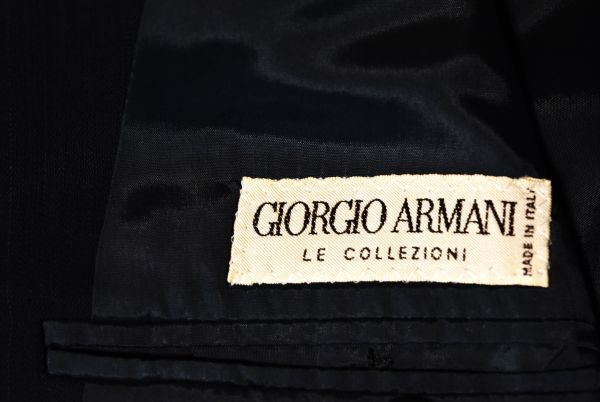 GIORGIO ARMANI
LE COLLEZIONI
MADE IN ITALY